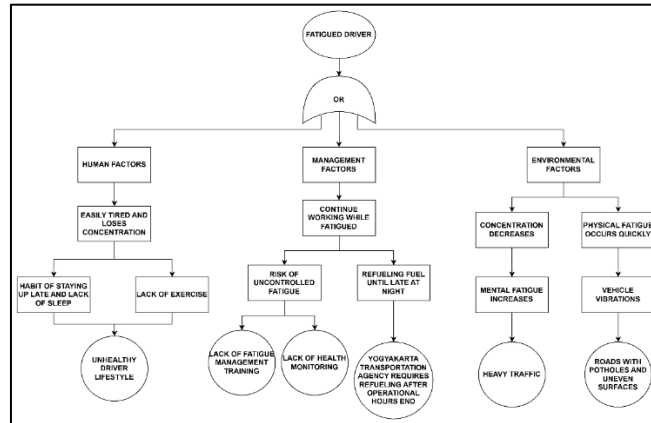 FATIGUED DRIVER
OR
HUMAN FACTORS
MANAGEMENT
FACTORS
ENVIRONMENTAL
FACTORS
EASILY TIRED AND
LOSES
CONCENTRATION
CONTINUE
WORKING WHILE
FATIGUED
CONCENTRATION
DECREASES
PHYSICAL FATIGUE
OCCURS QUICKLY
HABIT OF STAYING
UP LATE AND LACK
OF SLEEP
LACK OF EXERCISE
RISK OF
UNCONTROLLED
FATIGUE
REFUELING FUEL
UNTIL LATE AT
NIGHT
MENTAL FATIGUE
INCREASES
VEHICLE
VIBRATIONS
UNHEALTHY
DRIVER
LIFESTYLE
LACK OF FATIGUE
MANAGEMENT
TRAINING
LACK OF HEALTH
MONITORING
YOGYAKARTA
TRANSPORTATION
AGENCY REQUIRES
REFUELING AFTER
OPERATIONAL
HOURS END
HEAVY TRAFFIC
ROADS WITH
POTHOLES AND
UNEVEN
SURFACES